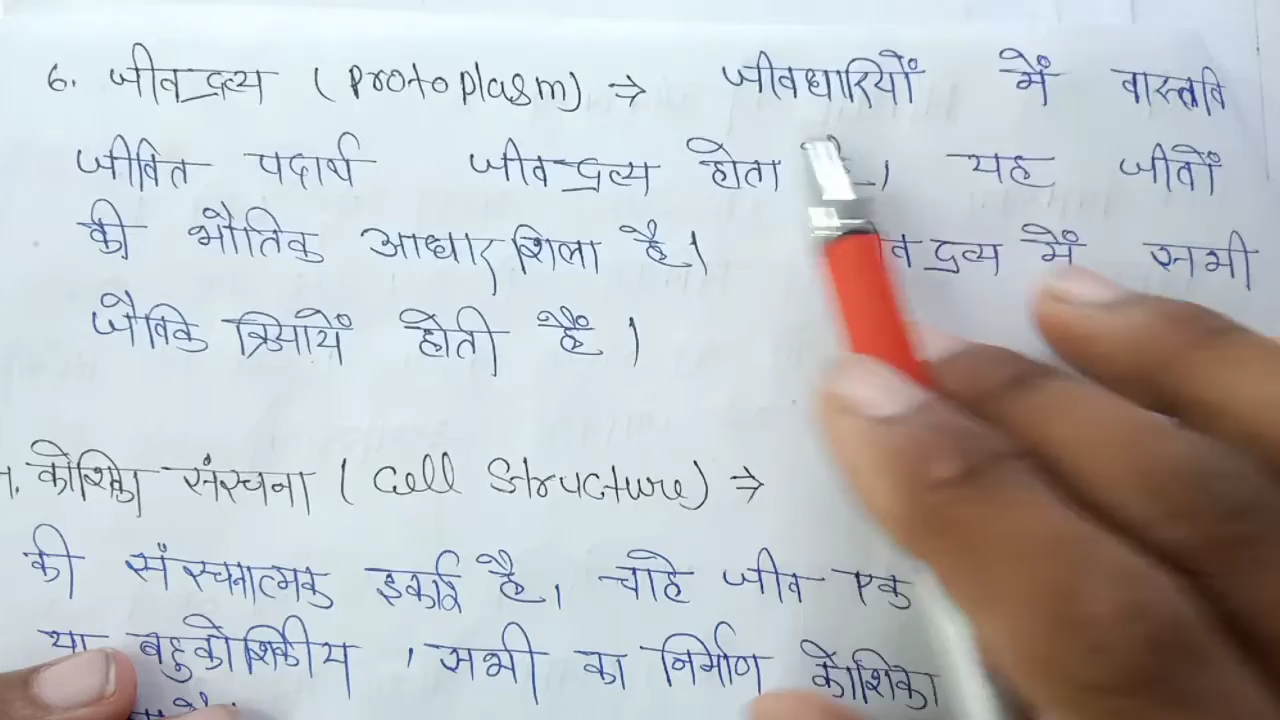 6. जीवद्रव्य (Protoplasm) → जीवधारियों में वास्तवि
जीवित पदार्थ जीवद्रव्य होता है, यह जीवों
की भौतिक आधारशिला है। वद्रव्य में सभी
जैविक क्रियायें होती हैं।
कोशिका संरचना (Cell Structure) →
की संरचनात्मक इकाई है, चाहे जीव एक
या बहुकोशिकीय, सभी का निर्माण कोशिका